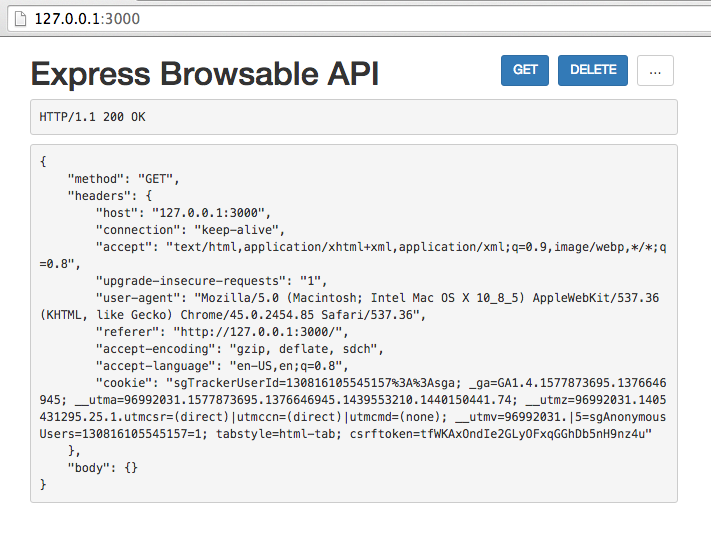 127.0.0.1:3000
Express Browsable API
GET
DELETE
...
HTTP/1.1 200 OK
{
    "method": "GET",
    "headers": {
        "host": "127.0.0.1:3000",
        "connection": "keep-alive",
        "accept": "text/html,application/xhtml+xml,application/xml;q=0.9,image/webp,*/*;q
=0.8",
        "upgrade-insecure-requests": "1",
        "user-agent": "Mozilla/5.0 (Macintosh; Intel Mac OS X 10_8_5) AppleWebKit/537.36
(KHTML, like Gecko) Chrome/45.0.2454.85 Safari/537.36",
        "referer": "http://127.0.0.1:3000/",
        "accept-encoding": "gzip, deflate, sdch",
        "accept-language": "en-US,en;q=0.8",
        "cookie": "sgTrackerUserId=130816105545157%3A%3Asga; _ga=GA1.4.1577873695.1376646
945; __utma=96992031.1577873695.1376646945.1439553210.1440150441.74; __utmz=96992031.1405
431295.25.1.utmcsr=(direct)|utmccn=(direct)|utmcmd=(none); __utmv=96992031.|5=sgAnonymous
Users=130816105545157=1; tabstyle=html-tab; csrftoken=tfWKAxOndIe2GLyOFxqGGhDb5nH9nz4u"
    },
    "body": {}
}